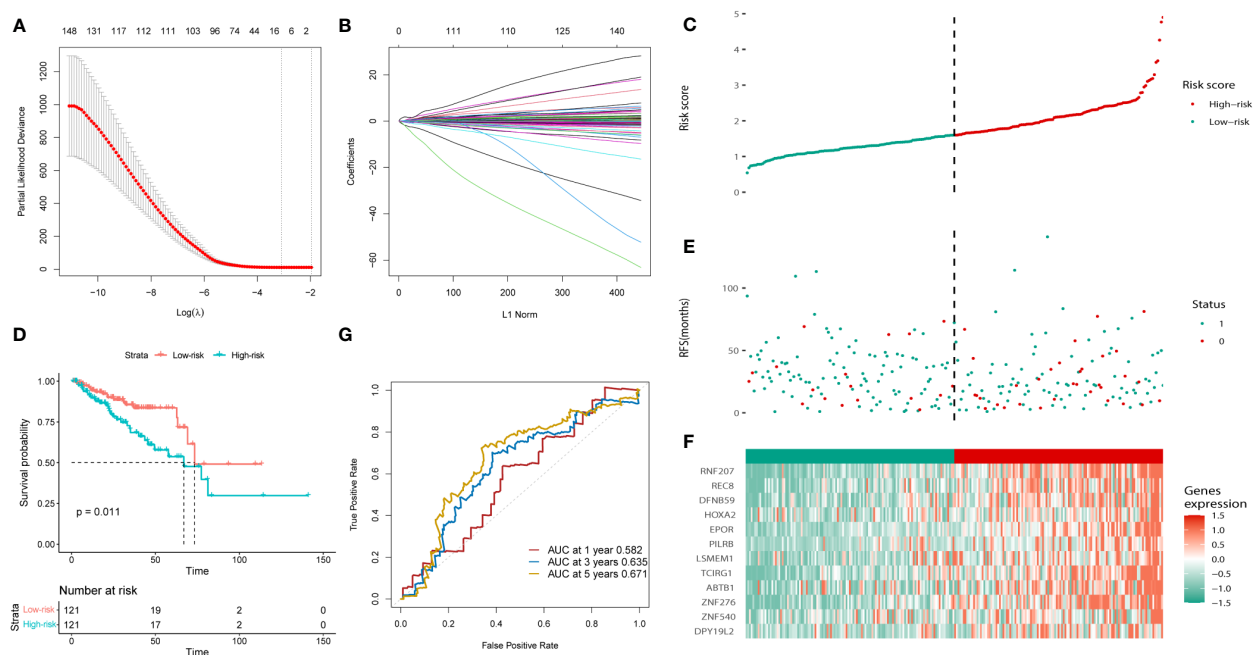 A
148 131 117 112 111 103 96 74 44 16 6 2
1200
1000
800
600
400
200
0
Partial Likelihood Deviance
−10 −8 −6 −4 −2
Log(λ)
B
0 111 110 125 140
20
0
−20
−40
−60
Coefficients
0 100 200 300 400
L1 Norm
C
5
4
3
2
1
0
Risk score
Risk score
High−risk
Low−risk
E
100
50
0
RFS(months)
Status
1
0
D
Strata Low-risk High-risk
1.00
0.75
0.50
0.25
0.00
Survival probability
p = 0.011
0 50 100 150
Time
Number at risk
Strata
Low-risk 121 19 2 0
High-risk 121 17 2 0
0 50 100 150
Time
G
1.0
0.8
0.6
0.4
0.2
0.0
True Positive Rate
AUC at 1 year 0.582
AUC at 3 years 0.635
AUC at 5 years 0.671
0.0 0.2 0.4 0.6 0.8 1.0
False Positive Rate
F
RNF207
REC8
DFNB59
HOXA2
EPOR
PILRB
LSMEM1
TCIRG1
ABTB1
ZNF276
ZNF540
DPY19L2
Genes
expression
1.5
1.0
0.5
0.0
−0.5
−1.0
−1.5